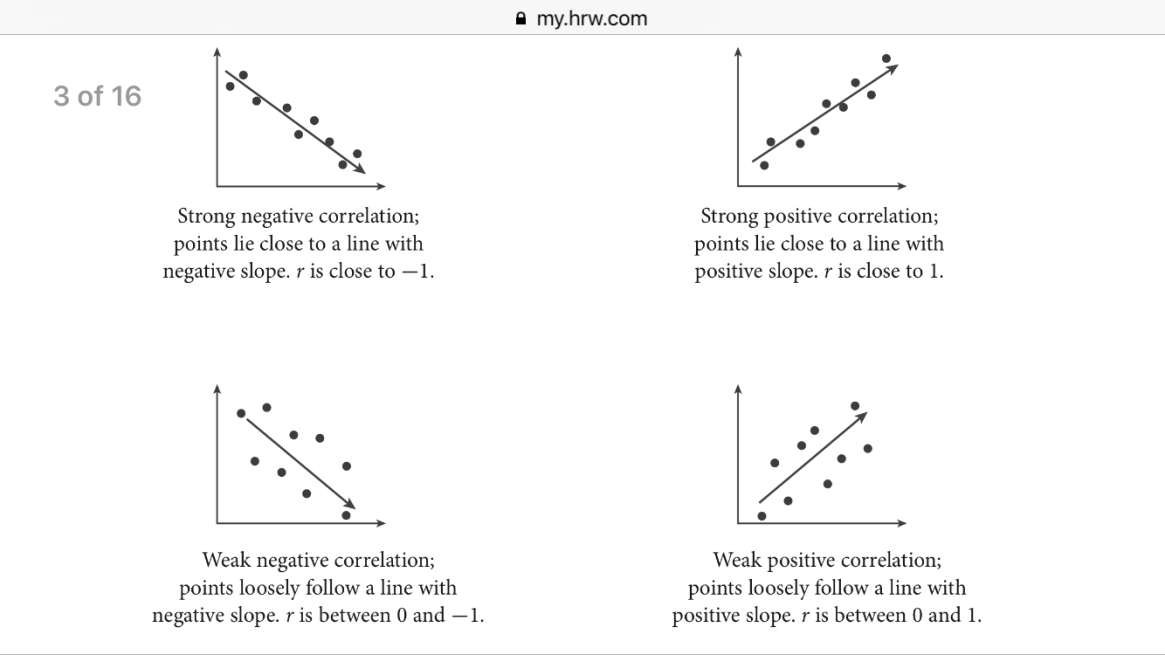 my.hrw.com
3 of 16
Strong negative correlation;
points lie close to a line with
negative slope. r is close to −1.
Strong positive correlation;
points lie close to a line with
positive slope. r is close to 1.
Weak negative correlation;
points loosely follow a line with
negative slope. r is between 0 and −1.
Weak positive correlation;
points loosely follow a line with
positive slope. r is between 0 and 1.